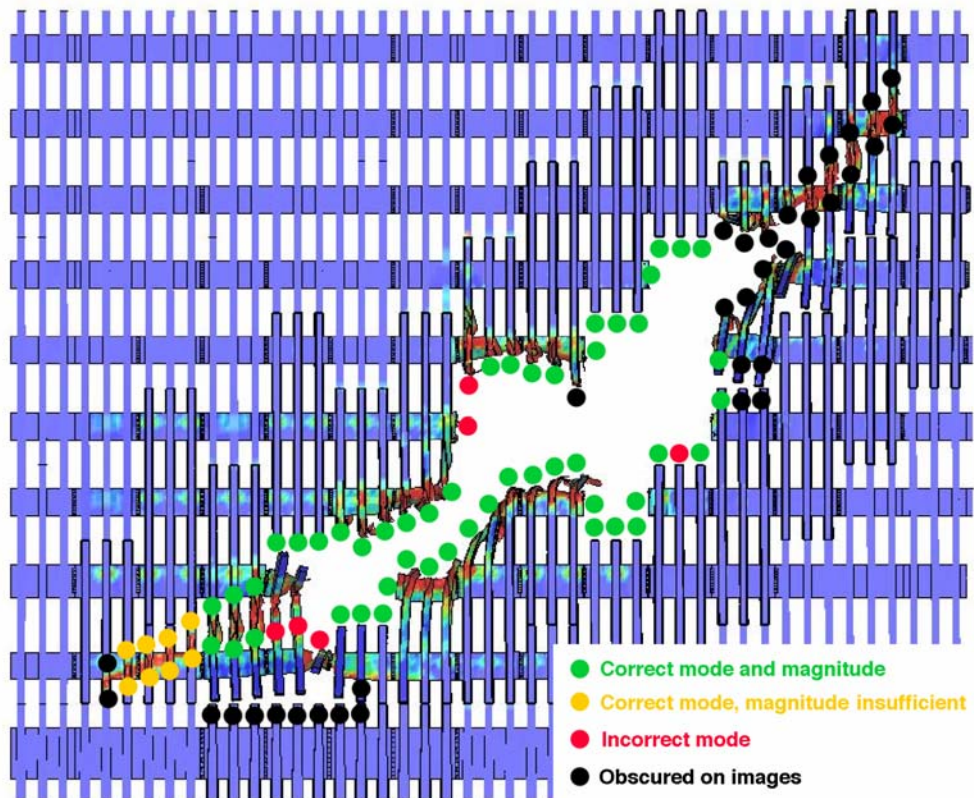 Correct mode and magnitude
Correct mode, magnitude insufficient
Incorrect mode
Obscured on images